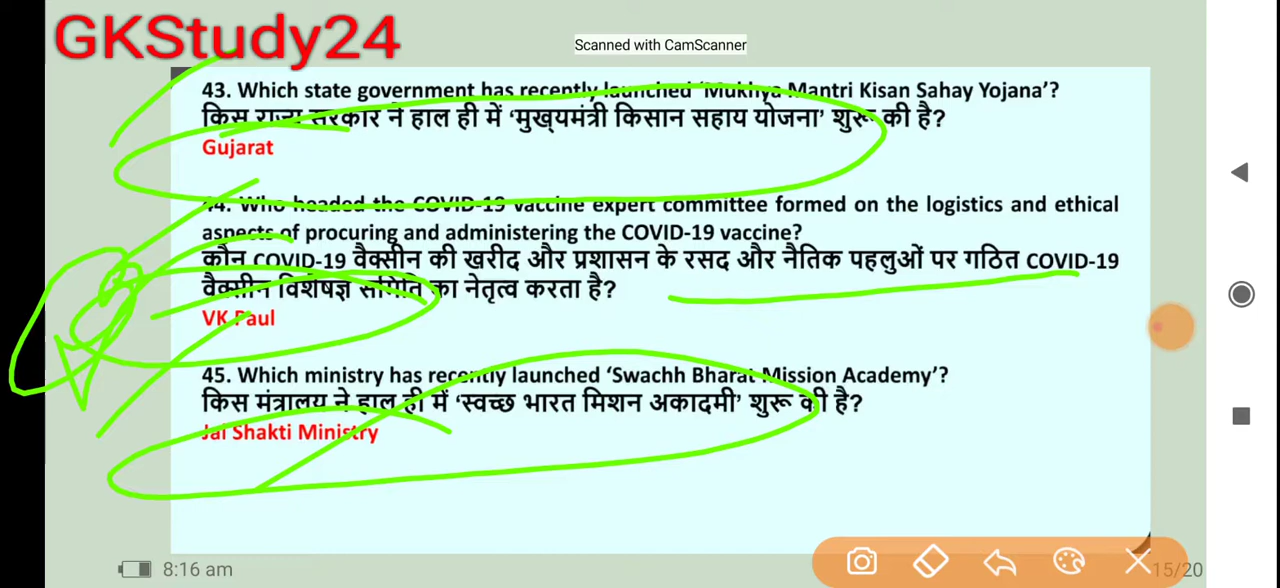 GKStudy24
Scanned with CamScanner
43. Which state government has recently launched ‘Mukhya Mantri Kisan Sahay Yojana’?
किस राज्य सरकार ने हाल ही में ‘मुख्यमंत्री किसान सहाय योजना’ शुरू की है?
Gujarat
44. Who headed the COVID-19 vaccine expert committee formed on the logistics and ethical
aspects of procuring and administering the COVID-19 vaccine?
कौन COVID-19 वैक्सीन की खरीद और प्रशासन के रसद और नैतिक पहलुओं पर गठित COVID-19
वैक्सीन विशेषज्ञ समिति का नेतृत्व करता है?
VK Paul
45. Which ministry has recently launched ‘Swachh Bharat Mission Academy’?
किस मंत्रालय ने हाल ही में ‘स्वच्छ भारत मिशन अकादमी’ शुरू की है?
Jal Shakti Ministry
8:16 am
15/20